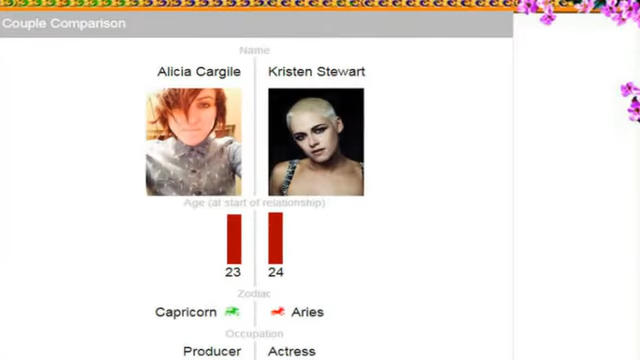 Couple Comparison
Name
Alicia Cargile Kristen Stewart
Age (at start of relationship)
23 24
Zodiac
Capricorn Aries
Occupation
Producer Actress